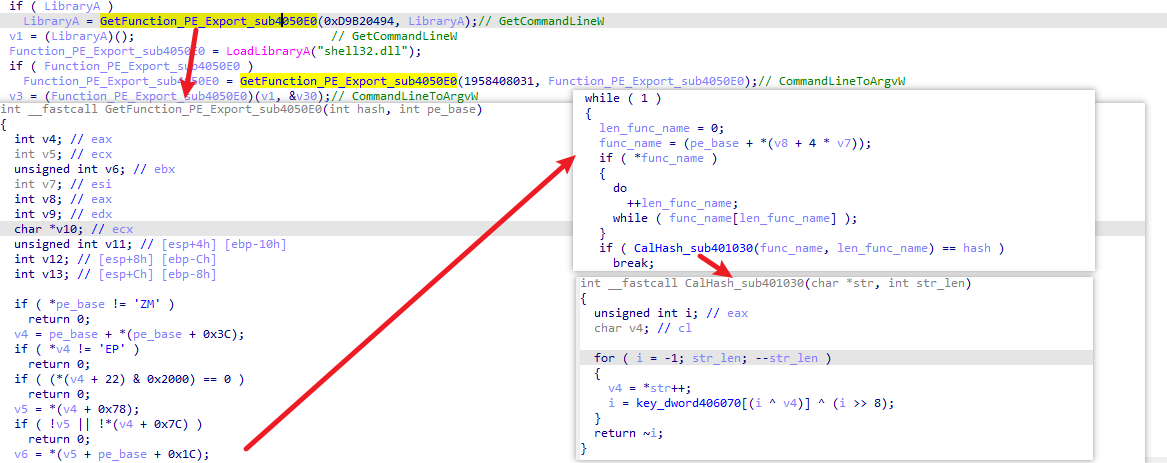 if ( LibraryA )
LibraryA = GetFunction_PE_Export_sub4050E0(0xD9B20494, LibraryA);// GetCommandLineW
v1 = (LibraryA)(); // GetCommandLineW
Function_PE_Export_sub4050E0 = LoadLibraryA("shell32.dll");
if ( Function_PE_Export_sub4050E0 )
Function_PE_Export_sub4050E0 = GetFunction_PE_Export_sub4050E0(1958408031, Function_PE_Export_sub4050E0);// CommandLineToArgvW
v3 = (Function_PE_Export_sub4050E0)(v1, &v30);// CommandLineToArgvW
int __fastcall GetFunction_PE_Export_sub4050E0(int hash, int pe_base)
{
int v4; // eax
int v5; // ecx
unsigned int v6; // ebx
int v7; // esi
int v8; // eax
int v9; // edx
char *v10; // ecx
unsigned int v11; // [esp+4h] [ebp-10h]
int v12; // [esp+8h] [ebp-Ch]
int v13; // [esp+Ch] [ebp-8h]
if ( *pe_base != 'ZM' )
return 0;
v4 = pe_base + *(pe_base + 0x3C);
if ( *v4 != 'EP' )
return 0;
if ( (*(v4 + 22) & 0x2000) == 0 )
return 0;
v5 = *(v4 + 0x78);
if ( !v5 || !*(v4 + 0x7C) )
return 0;
v6 = *(v5 + pe_base + 0x1C);
while ( 1 )
{
len_func_name = 0;
func_name = (pe_base + *(v8 + 4 * v7));
if ( *func_name )
{
do
++len_func_name;
while ( func_name[len_func_name] );
}
if ( CalHash_sub401030(func_name, len_func_name) == hash )
break;
int __fastcall CalHash_sub401030(char *str, int str_len)
{
unsigned int i; // eax
char v4; // cl
for ( i = -1; str_len; --str_len )
{
v4 = *str++;
i = key_dword406070[(i ^ v4)] ^ (i >> 8);
}
return ~i;
}